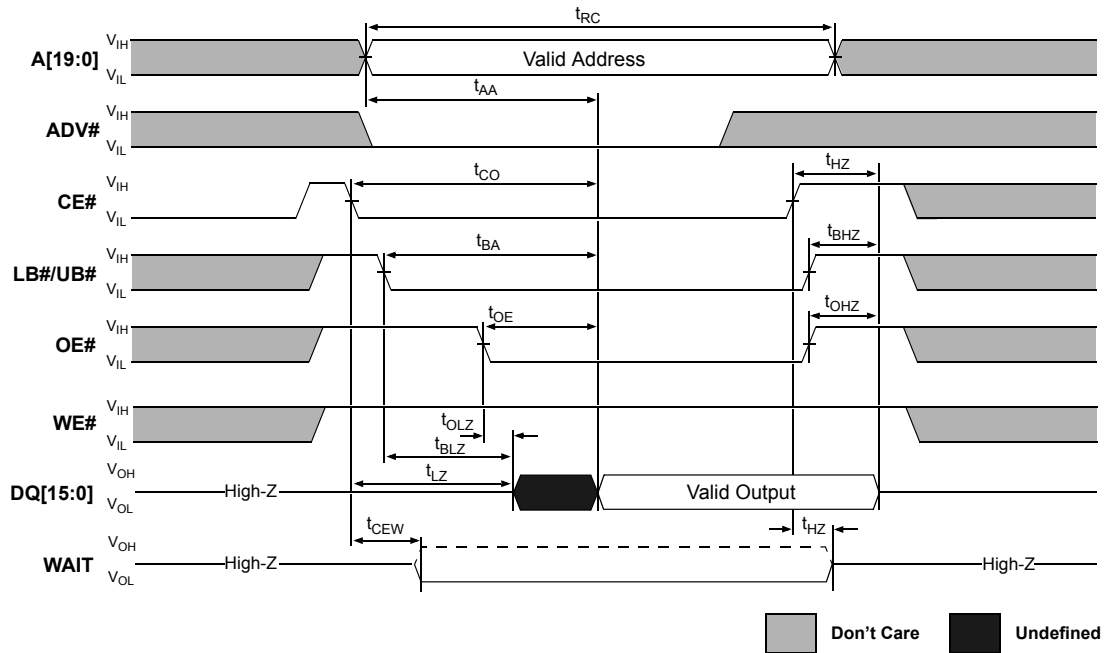 tRC
VIH
A[19:0]
Valid Address
VIL
tAA
VIH
ADV#
VIL
tCO
tHZ
VIH
CE#
VIL
tBA
tBHZ
VIH
LB#/UB#
VIL
tOE
tOHZ
VIH
OE#
VIL
VIH
WE#
VIL
tOLZ
tBLZ
VOH
tLZ
DQ[15:0]
High-Z
Valid Output
VOL
tCEW
tHZ
VOH
WAIT
High-Z
High-Z
VOL
Don't Care
Undefined